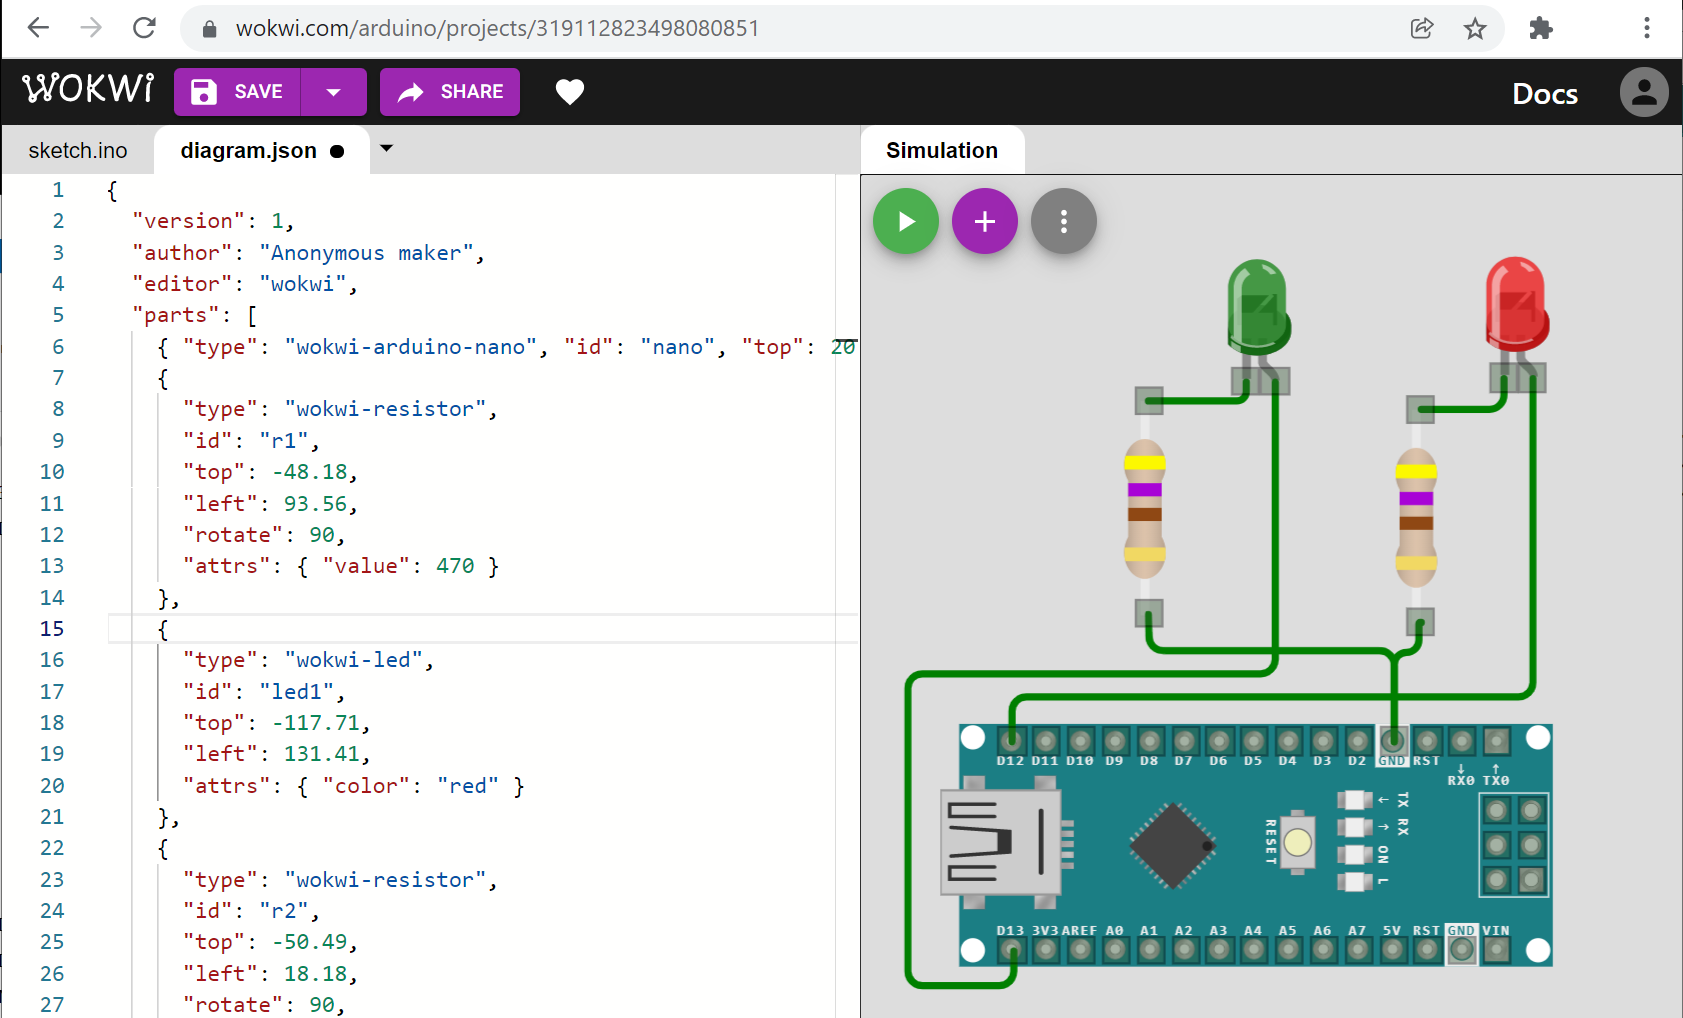 wokwi.com/arduino/projects/319112823498080851
WOKWi
SAVE
SHARE
Docs
sketch.ino
diagram.json
Simulation
1 {
2 "version": 1,
3 "author": "Anonymous maker",
4 "editor": "wokwi",
5 "parts": [
6 { "type": "wokwi-arduino-nano", "id": "nano", "top": 20
7 {
8 "type": "wokwi-resistor",
9 "id": "r1",
10 "top": -48.18,
11 "left": 93.56,
12 "rotate": 90,
13 "attrs": { "value": 470 }
14 },
15 {
16 "type": "wokwi-led",
17 "id": "led1",
18 "top": -117.71,
19 "left": 131.41,
20 "attrs": { "color": "red" }
21 },
22 {
23 "type": "wokwi-resistor",
24 "id": "r2",
25 "top": -50.49,
26 "left": 18.18,
27 "rotate": 90,
D12 D11 D10 D9 D8 D7 D6 D5 D4 D3 D2 GND RST
↓ ↑
RX0 TX0
RESET
← TX
→ RX
ON
L
D13 3V3 AREF A0 A1 A2 A3 A4 A5 A6 A7 5V RST GND VIN